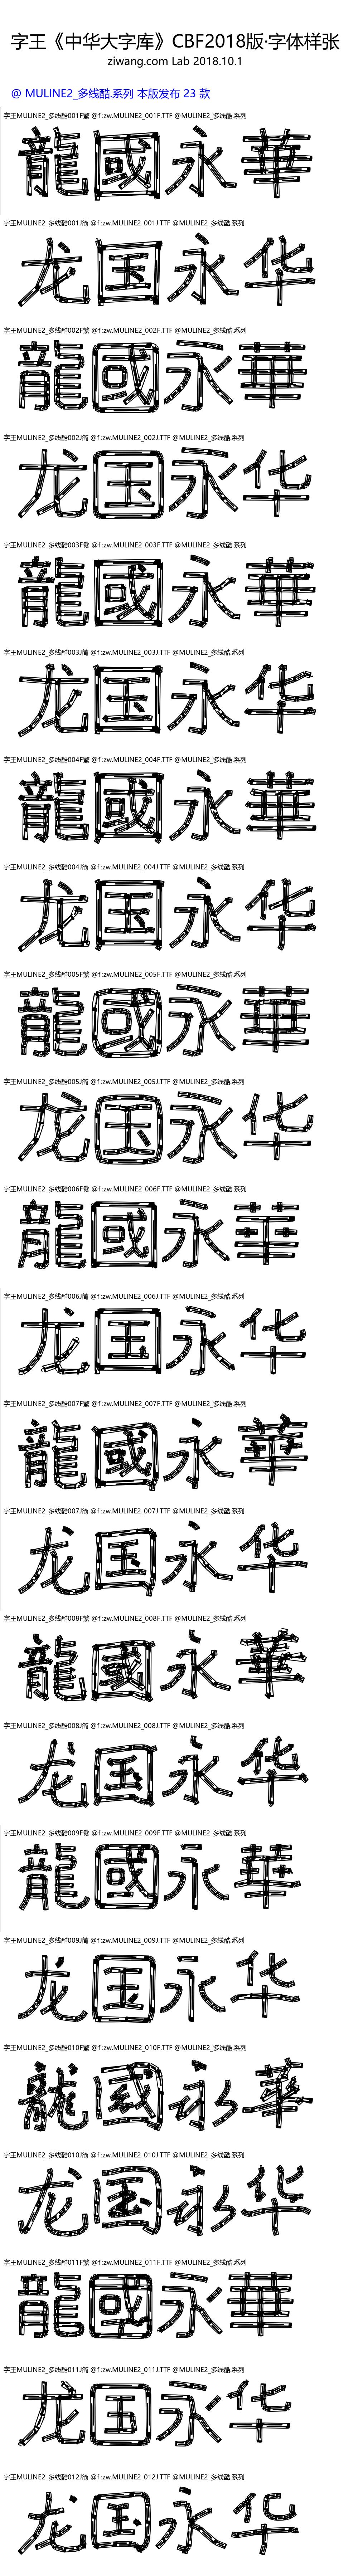 字王《中华大字库》CBF2018版·字体样张
ziwang.com Lab 2018.10.1
@ MULINE2_多线酷.系列 本版发布 23 款
字王MULINE2_多线酷001F繁 @f :zw.MULINE2_001F.TTF @MULINE2_多线酷.系列
龍國永華
字王MULINE2_多线酷001J简 @f :zw.MULINE2_001J.TTF @MULINE2_多线酷.系列
龙国永华
字王MULINE2_多线酷002F繁 @f :zw.MULINE2_002F.TTF @MULINE2_多线酷.系列
龍國永華
字王MULINE2_多线酷002J简 @f :zw.MULINE2_002J.TTF @MULINE2_多线酷.系列
龙国永华
字王MULINE2_多线酷003F繁 @f :zw.MULINE2_003F.TTF @MULINE2_多线酷.系列
龍國永華
字王MULINE2_多线酷003J简 @f :zw.MULINE2_003J.TTF @MULINE2_多线酷.系列
龙国永华
字王MULINE2_多线酷004F繁 @f :zw.MULINE2_004F.TTF @MULINE2_多线酷.系列
龍國永華
字王MULINE2_多线酷004J简 @f :zw.MULINE2_004J.TTF @MULINE2_多线酷.系列
龙国永华
字王MULINE2_多线酷005F繁 @f :zw.MULINE2_005F.TTF @MULINE2_多线酷.系列
龍國永華
字王MULINE2_多线酷005J简 @f :zw.MULINE2_005J.TTF @MULINE2_多线酷.系列
龙国永华
字王MULINE2_多线酷006F繁 @f :zw.MULINE2_006F.TTF @MULINE2_多线酷.系列
龍國永華
字王MULINE2_多线酷006J简 @f :zw.MULINE2_006J.TTF @MULINE2_多线酷.系列
龙国永华
字王MULINE2_多线酷007F繁 @f :zw.MULINE2_007F.TTF @MULINE2_多线酷.系列
龍國永華
字王MULINE2_多线酷007J简 @f :zw.MULINE2_007J.TTF @MULINE2_多线酷.系列
龙国永华
字王MULINE2_多线酷008F繁 @f :zw.MULINE2_008F.TTF @MULINE2_多线酷.系列
龍國永華
字王MULINE2_多线酷008J简 @f :zw.MULINE2_008J.TTF @MULINE2_多线酷.系列
龙国永华
字王MULINE2_多线酷009F繁 @f :zw.MULINE2_009F.TTF @MULINE2_多线酷.系列
龍國永華
字王MULINE2_多线酷009J简 @f :zw.MULINE2_009J.TTF @MULINE2_多线酷.系列
龙国永华
字王MULINE2_多线酷010F繁 @f :zw.MULINE2_010F.TTF @MULINE2_多线酷.系列
龍國永華
字王MULINE2_多线酷010J简 @f :zw.MULINE2_010J.TTF @MULINE2_多线酷.系列
龙国永华
字王MULINE2_多线酷011F繁 @f :zw.MULINE2_011F.TTF @MULINE2_多线酷.系列
龍國永華
字王MULINE2_多线酷011J简 @f :zw.MULINE2_011J.TTF @MULINE2_多线酷.系列
龙国永华
字王MULINE2_多线酷012J简 @f :zw.MULINE2_012J.TTF @MULINE2_多线酷.系列
龙国永华